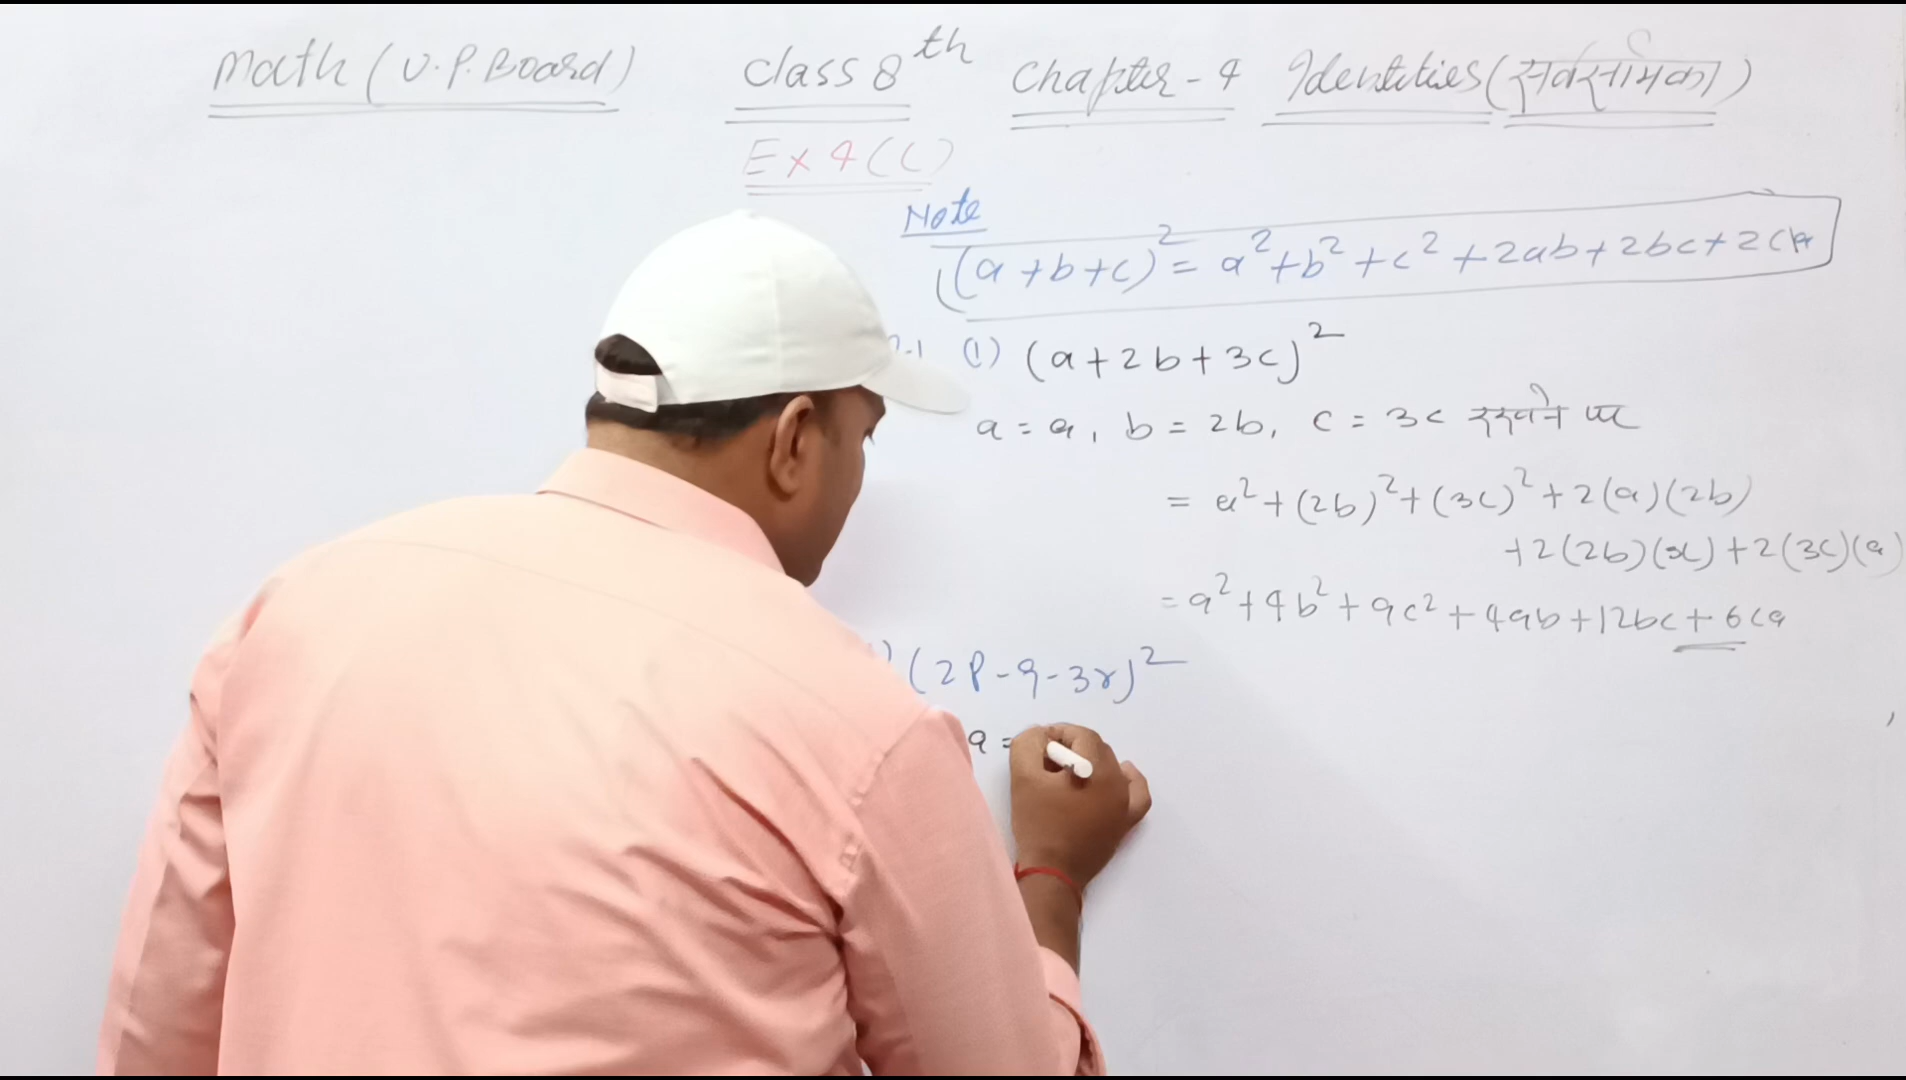 Math (U.P. Board) Class 8th Chapter-4 Identities (सर्वसमिका)
Ex 4(C)
Note
(a+b+c)² = a²+b²+c²+2ab+2bc+2ca
-1 (1) (a+2b+3c)²
a=a, b=2b, c=3c रखने पर
= a²+(2b)²+(3c)²+2(a)(2b)
+2(2b)(3c)+2(3c)(a)
= a²+4b²+9c²+4ab+12bc+6ca
) (2p-q-3r)²
a =